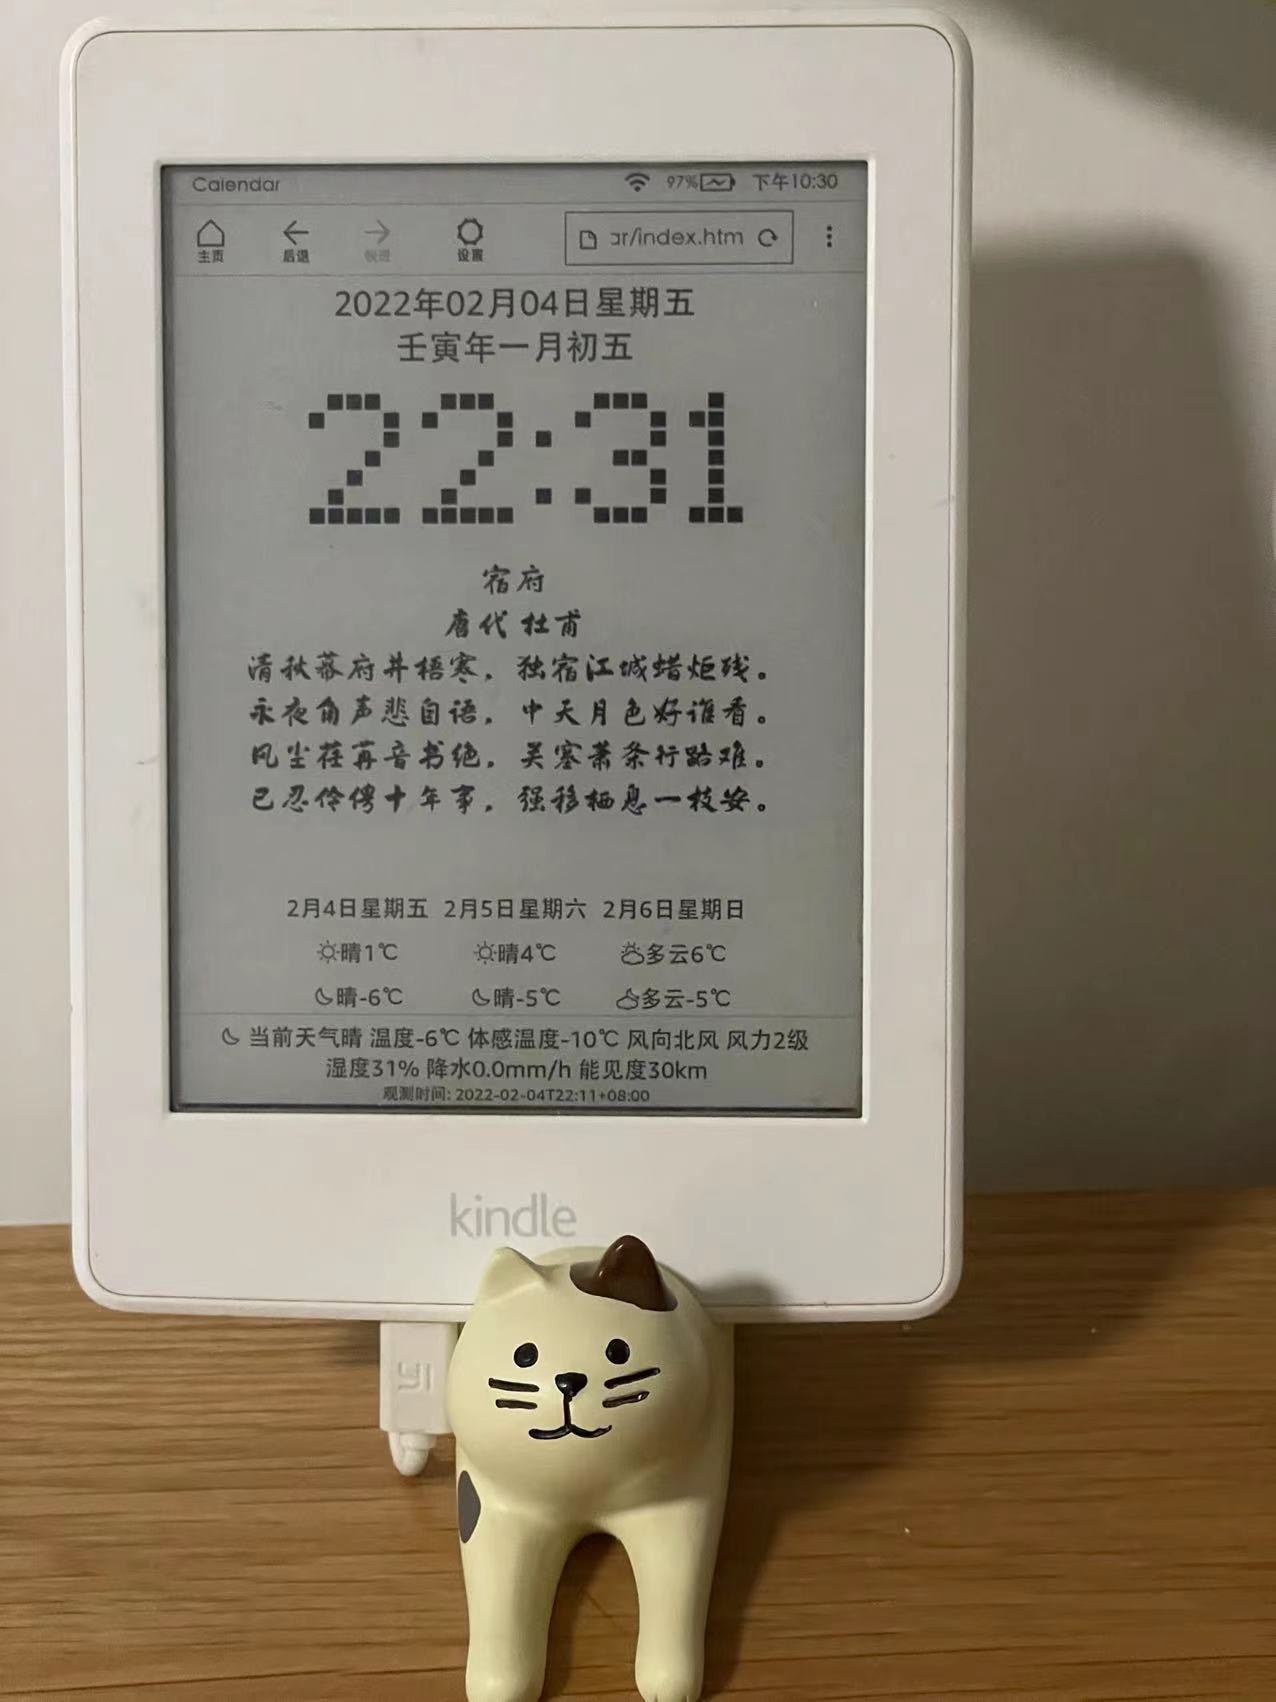 Calendar 97% 下午10:30
主页 后退 前进 设置 ar/index.htm
2022年02月04日星期五
壬寅年一月初五
22:31
宿府
唐代 杜甫
清秋幕府井梧寒，独宿江城蜡炬残。
永夜角声悲自语，中天月色好谁看。
风尘荏苒音书绝，关塞萧条行路难。
已忍伶俜十年事，强移栖息一枝安。
2月4日星期五 2月5日星期六 2月6日星期日
晴1℃ 晴4℃ 多云6℃
晴-6℃ 晴-5℃ 多云-5℃
当前天气晴 温度-6℃ 体感温度-10℃ 风向北风 风力2级
湿度31% 降水0.0mm/h 能见度30km
观测时间: 2022-02-04T22:11+08:00
kindle
YI